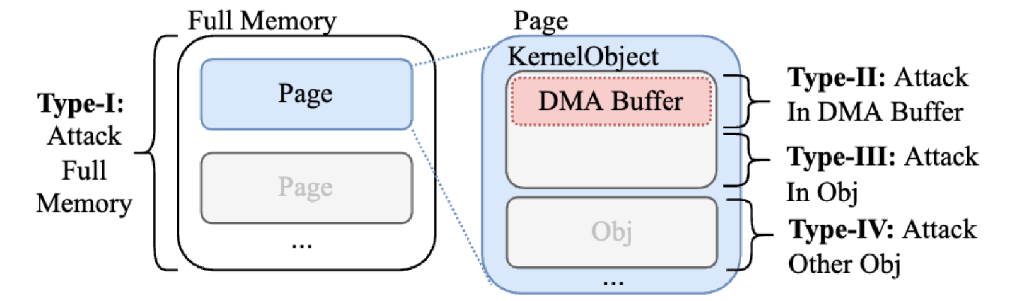 Full Memory
Type-I:
Attack
Full
Memory
Page
Page
...
Page
KernelObject
DMA Buffer
Obj
...
Type-II: Attack
In DMA Buffer
Type-III: Attack
In Obj
Type-IV: Attack
Other Obj